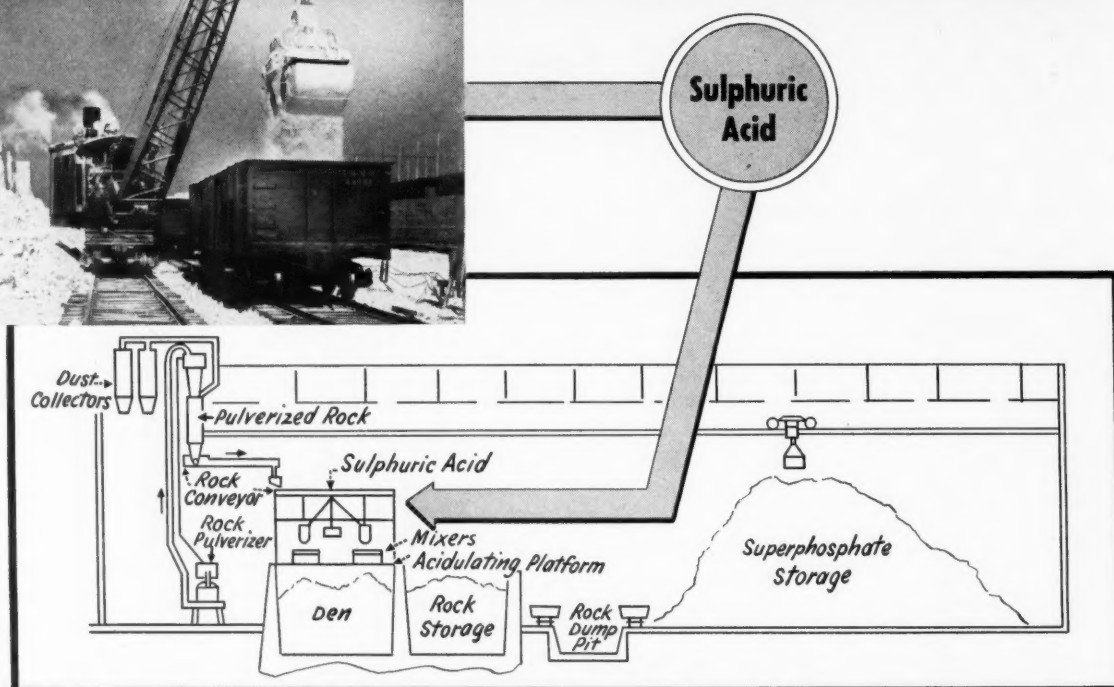 Sulphuric
Acid
Dust
Collectors
Pulverized Rock
Rock
Conveyor
Sulphuric Acid
Rock
Pulverizer
Mixers
Acidulating Platform
Den
Rock
Storage
Rock
Dump
Pit
Superphosphate
Storage